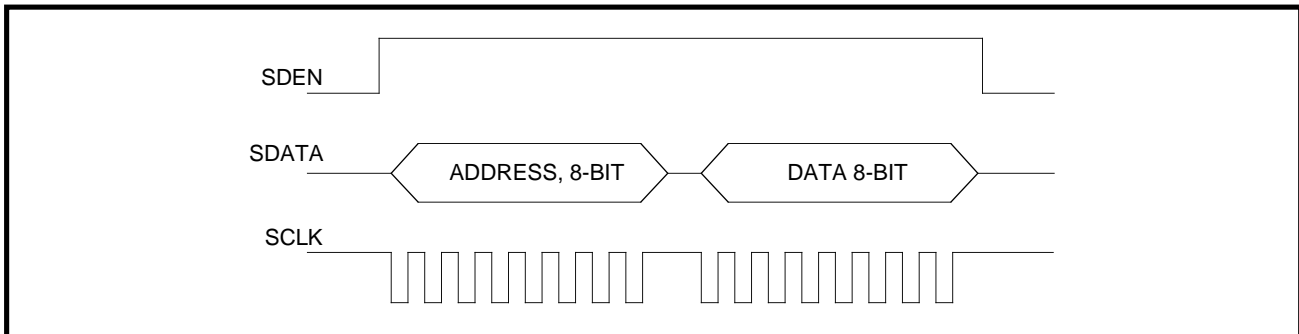 SDEN
SDATA
ADDRESS, 8-BIT
DATA 8-BIT
SCLK